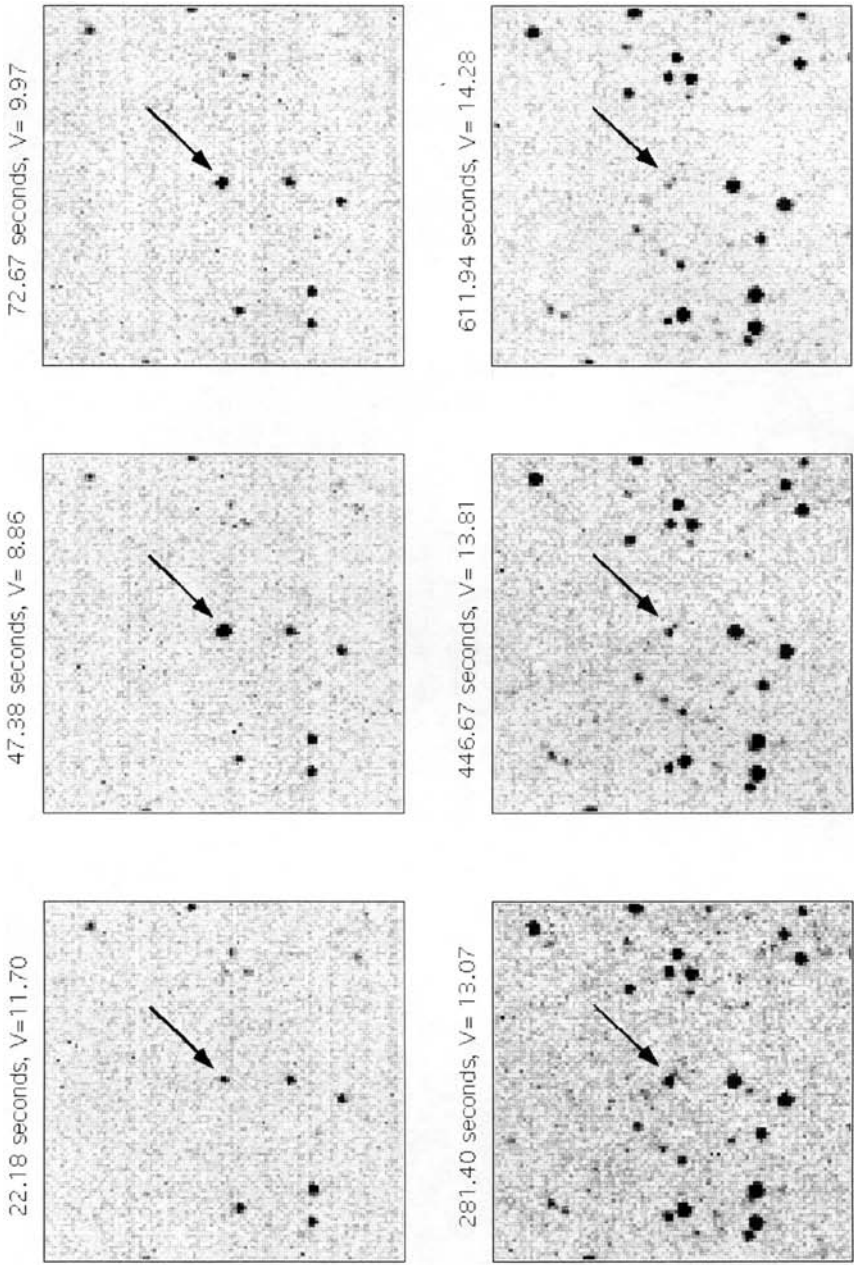 22.18 seconds, V=11.70
47.38 seconds, V= 8.86
72.67 seconds, V= 9.97
281.40 seconds, V=13.07
446.67 seconds, V=13.81
611.94 seconds, V=14.28